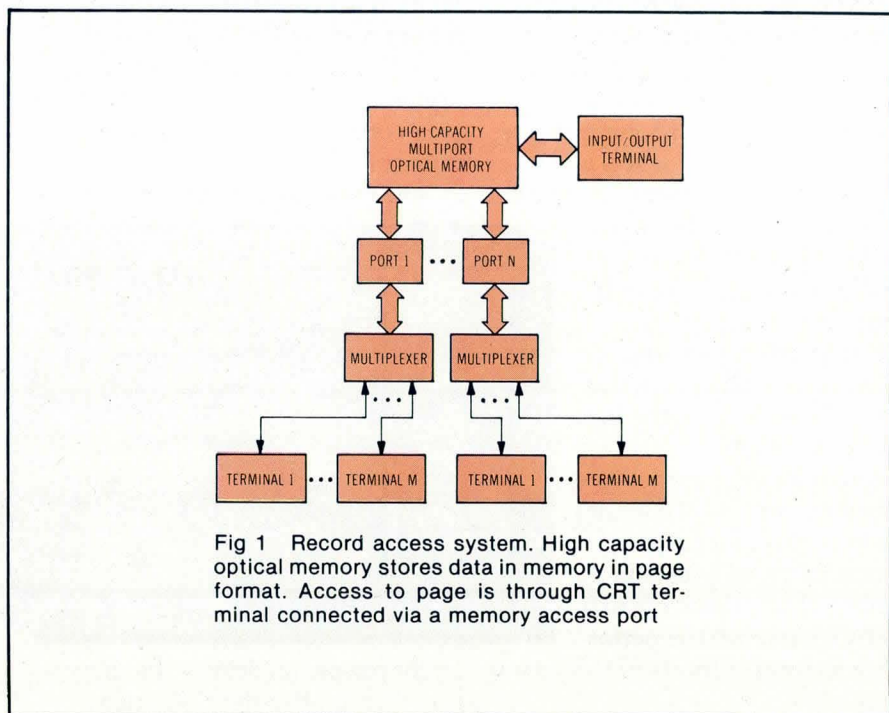 HIGH CAPACITY
MULTIPORT
OPTICAL MEMORY
INPUT/OUTPUT
TERMINAL
PORT 1 ••• PORT N
MULTIPLEXER MULTIPLEXER
••• •••
TERMINAL 1 ••• TERMINAL M TERMINAL 1 ••• TERMINAL M
Fig 1 Record access system. High capacity
optical memory stores data in memory in page
format. Access to page is through CRT ter-
minal connected via a memory access port